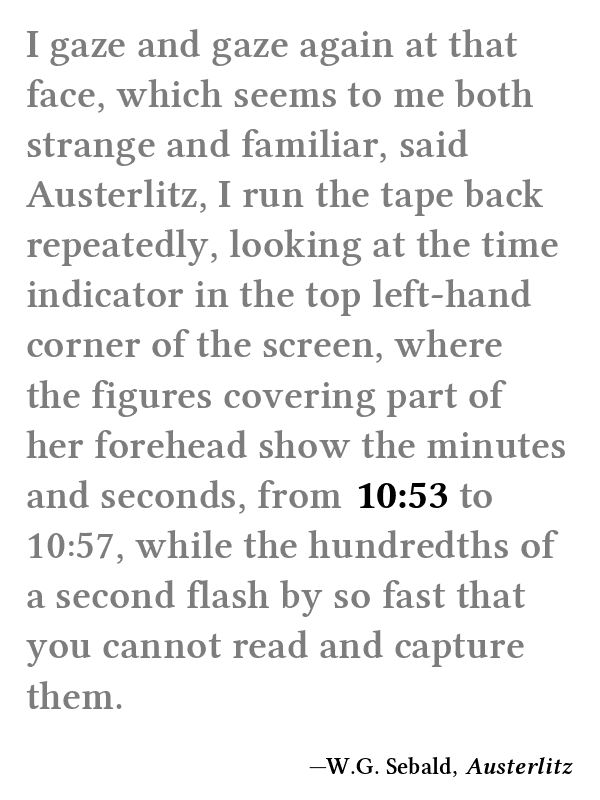 I gaze and gaze again at that
face, which seems to me both
strange and familiar, said
Austerlitz, I run the tape back
repeatedly, looking at the time
indicator in the top left-hand
corner of the screen, where
the figures covering part of
her forehead show the minutes
and seconds, from 10:53 to
10:57, while the hundredths of
a second flash by so fast that
you cannot read and capture
them.
—W.G. Sebald, Austerlitz